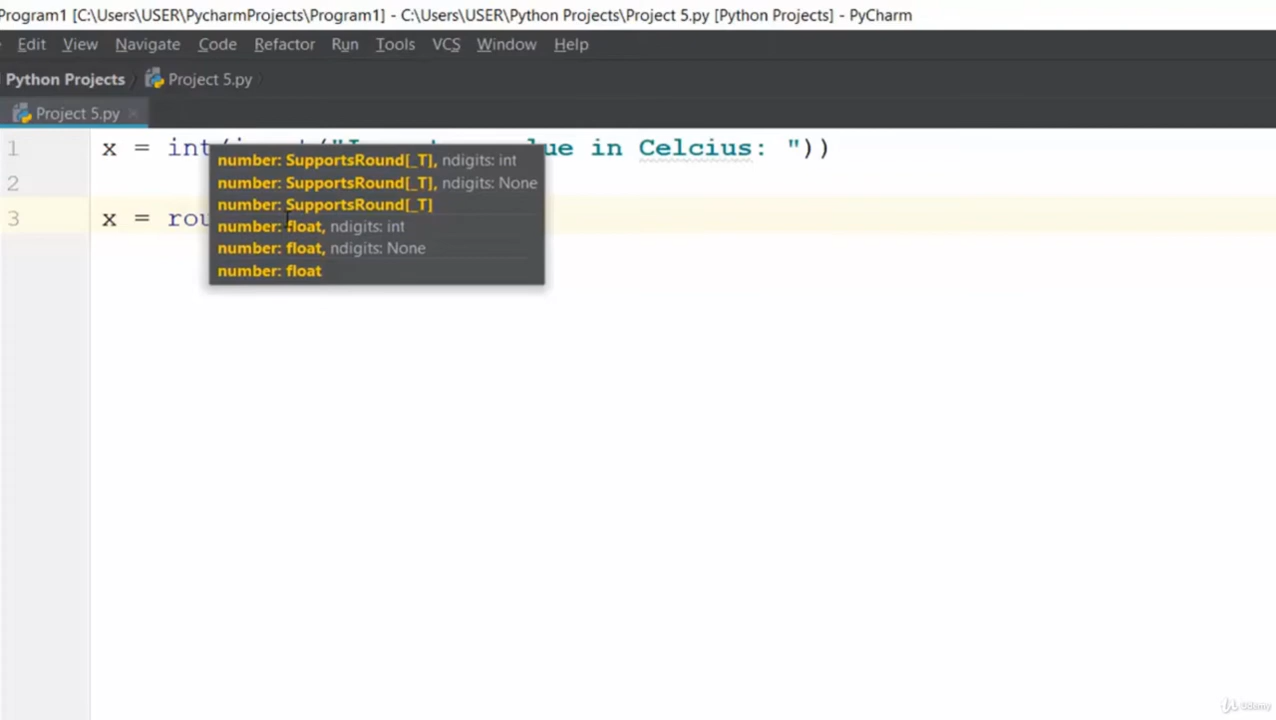 Program1 [C:\Users\USER\PycharmProjects\Program1] - C:\Users\USER\Python Projects\Project 5.py [Python Projects] - PyCharm
Edit View Navigate Code Refactor Run Tools VCS Window Help
Python Projects Project 5.py
Project 5.py
1 x = int( lue in Celcius: "))
2
3 x = rou
number: SupportsRound[_T], ndigits: int
number: SupportsRound[_T], ndigits: None
number: SupportsRound[_T]
number: float, ndigits: int
number: float, ndigits: None
number: float
Udemy